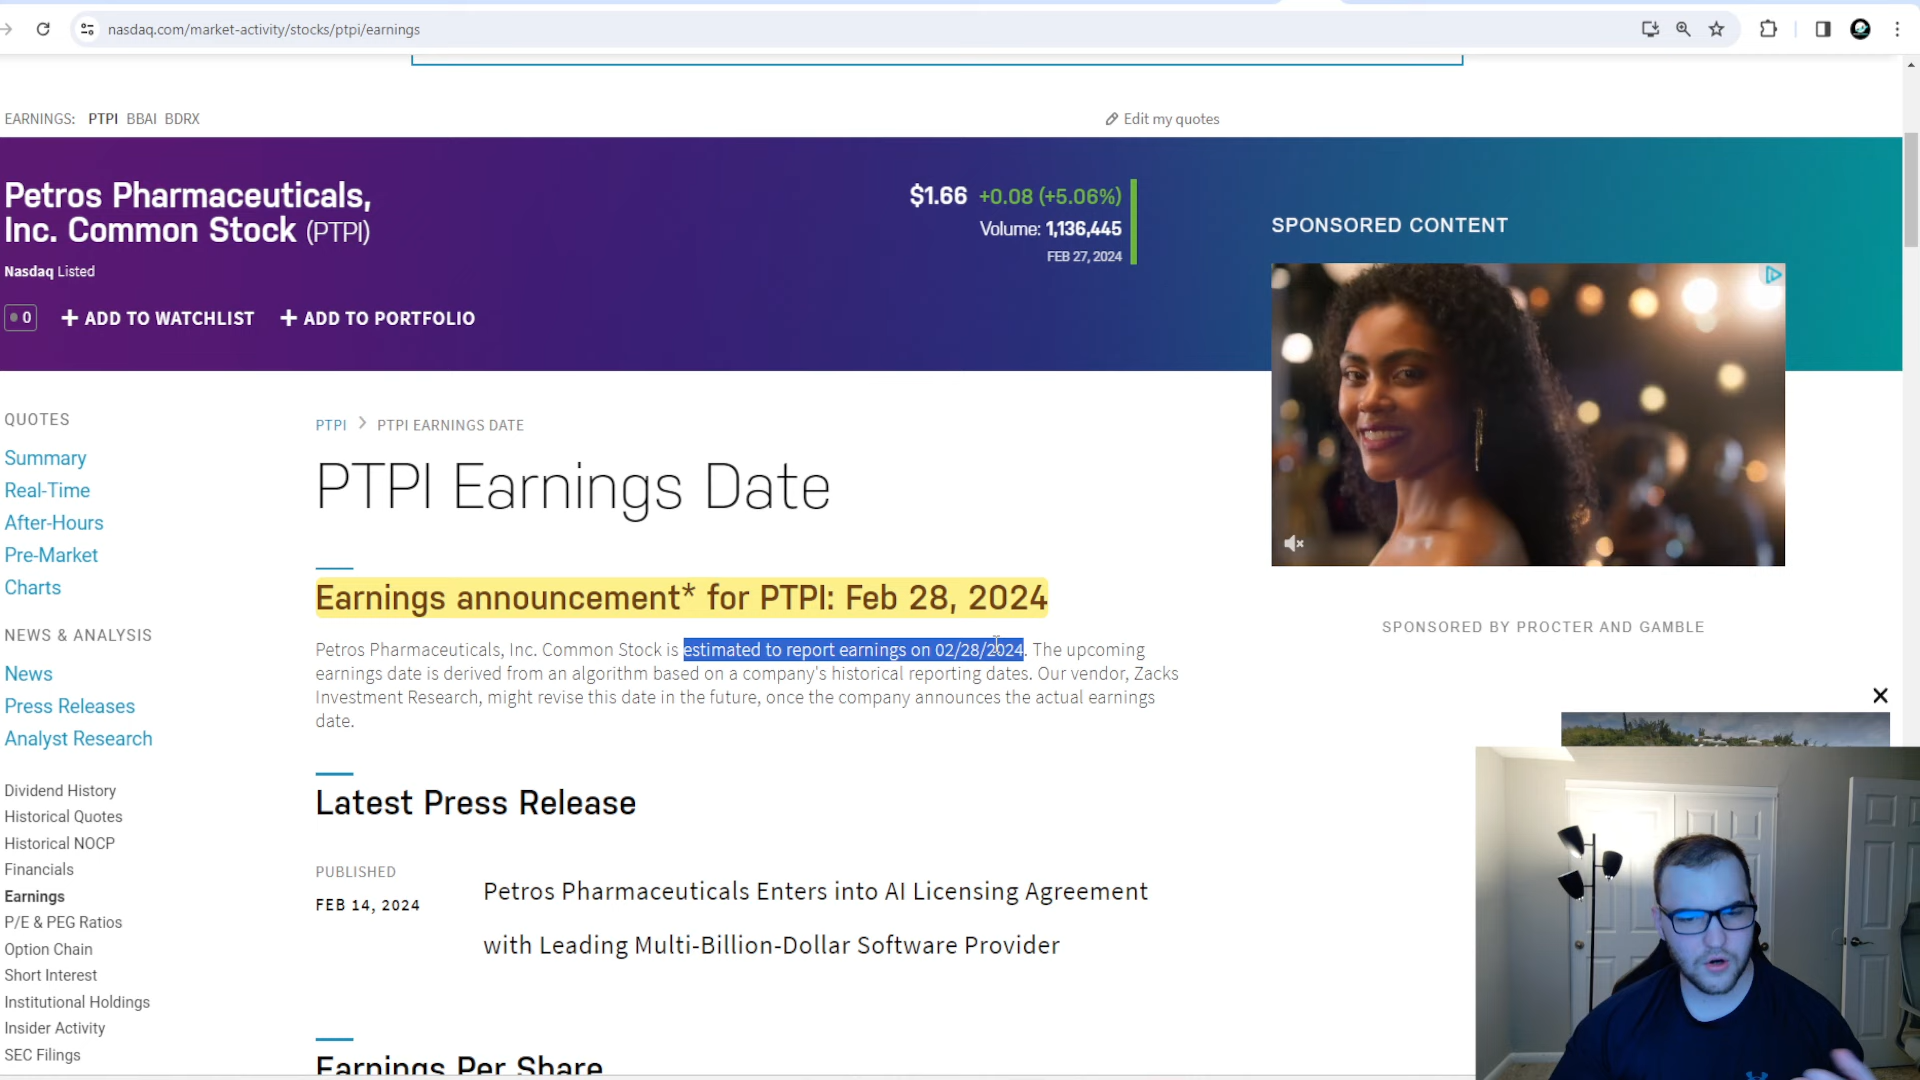 nasdaq.com/market-activity/stocks/ptpi/earnings
EARNINGS: PTPI BBAI BDRX
Edit my quotes
Petros Pharmaceuticals,
Inc. Common Stock (PTPI)
Nasdaq Listed
0
ADD TO WATCHLIST
ADD TO PORTFOLIO
$1.66 +0.08 (+5.06%)
Volume: 1,136,445
FEB 27, 2024
SPONSORED CONTENT
SPONSORED BY PROCTER AND GAMBLE
QUOTES
Summary
Real-Time
After-Hours
Pre-Market
Charts
NEWS & ANALYSIS
News
Press Releases
Analyst Research
Dividend History
Historical Quotes
Historical NOCP
Financials
Earnings
P/E & PEG Ratios
Option Chain
Short Interest
Institutional Holdings
Insider Activity
SEC Filings
PTPI > PTPI EARNINGS DATE
PTPI Earnings Date
Earnings announcement* for PTPI: Feb 28, 2024
Petros Pharmaceuticals, Inc. Common Stock is estimated to report earnings on 02/28/2024. The upcoming
earnings date is derived from an algorithm based on a company's historical reporting dates. Our vendor, Zacks
Investment Research, might revise this date in the future, once the company announces the actual earnings
date.
Latest Press Release
PUBLISHED
FEB 14, 2024
Petros Pharmaceuticals Enters into AI Licensing Agreement
with Leading Multi-Billion-Dollar Software Provider
Earnings Per Share